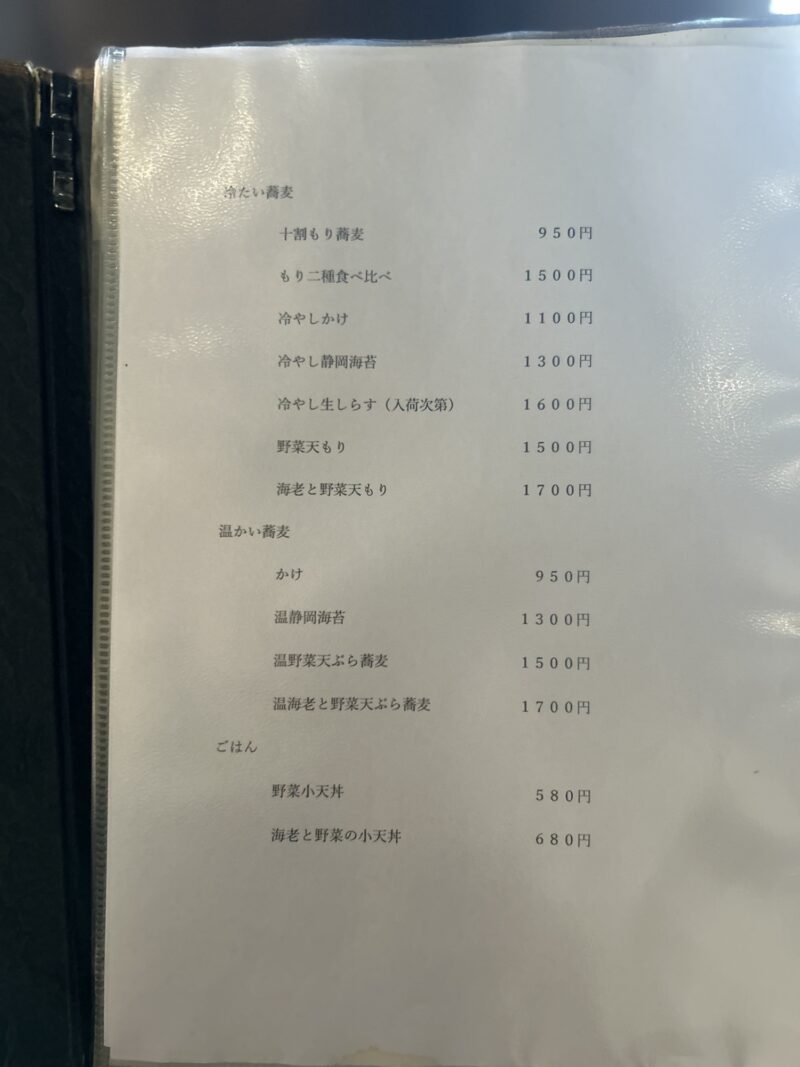 冷たい蕎麦
十割もり蕎麦 ９５０円
もり二種食べ比べ １５００円
冷やしかけ １１００円
冷やし静岡海苔 １３００円
冷やし生しらす（入荷次第） １６００円
野菜天もり １５００円
海老と野菜天もり １７００円
温かい蕎麦
かけ ９５０円
温静岡海苔 １３００円
温野菜天ぷら蕎麦 １５００円
温海老と野菜天ぷら蕎麦 １７００円
ごはん
野菜小天丼 ５８０円
海老と野菜の小天丼 ６８０円